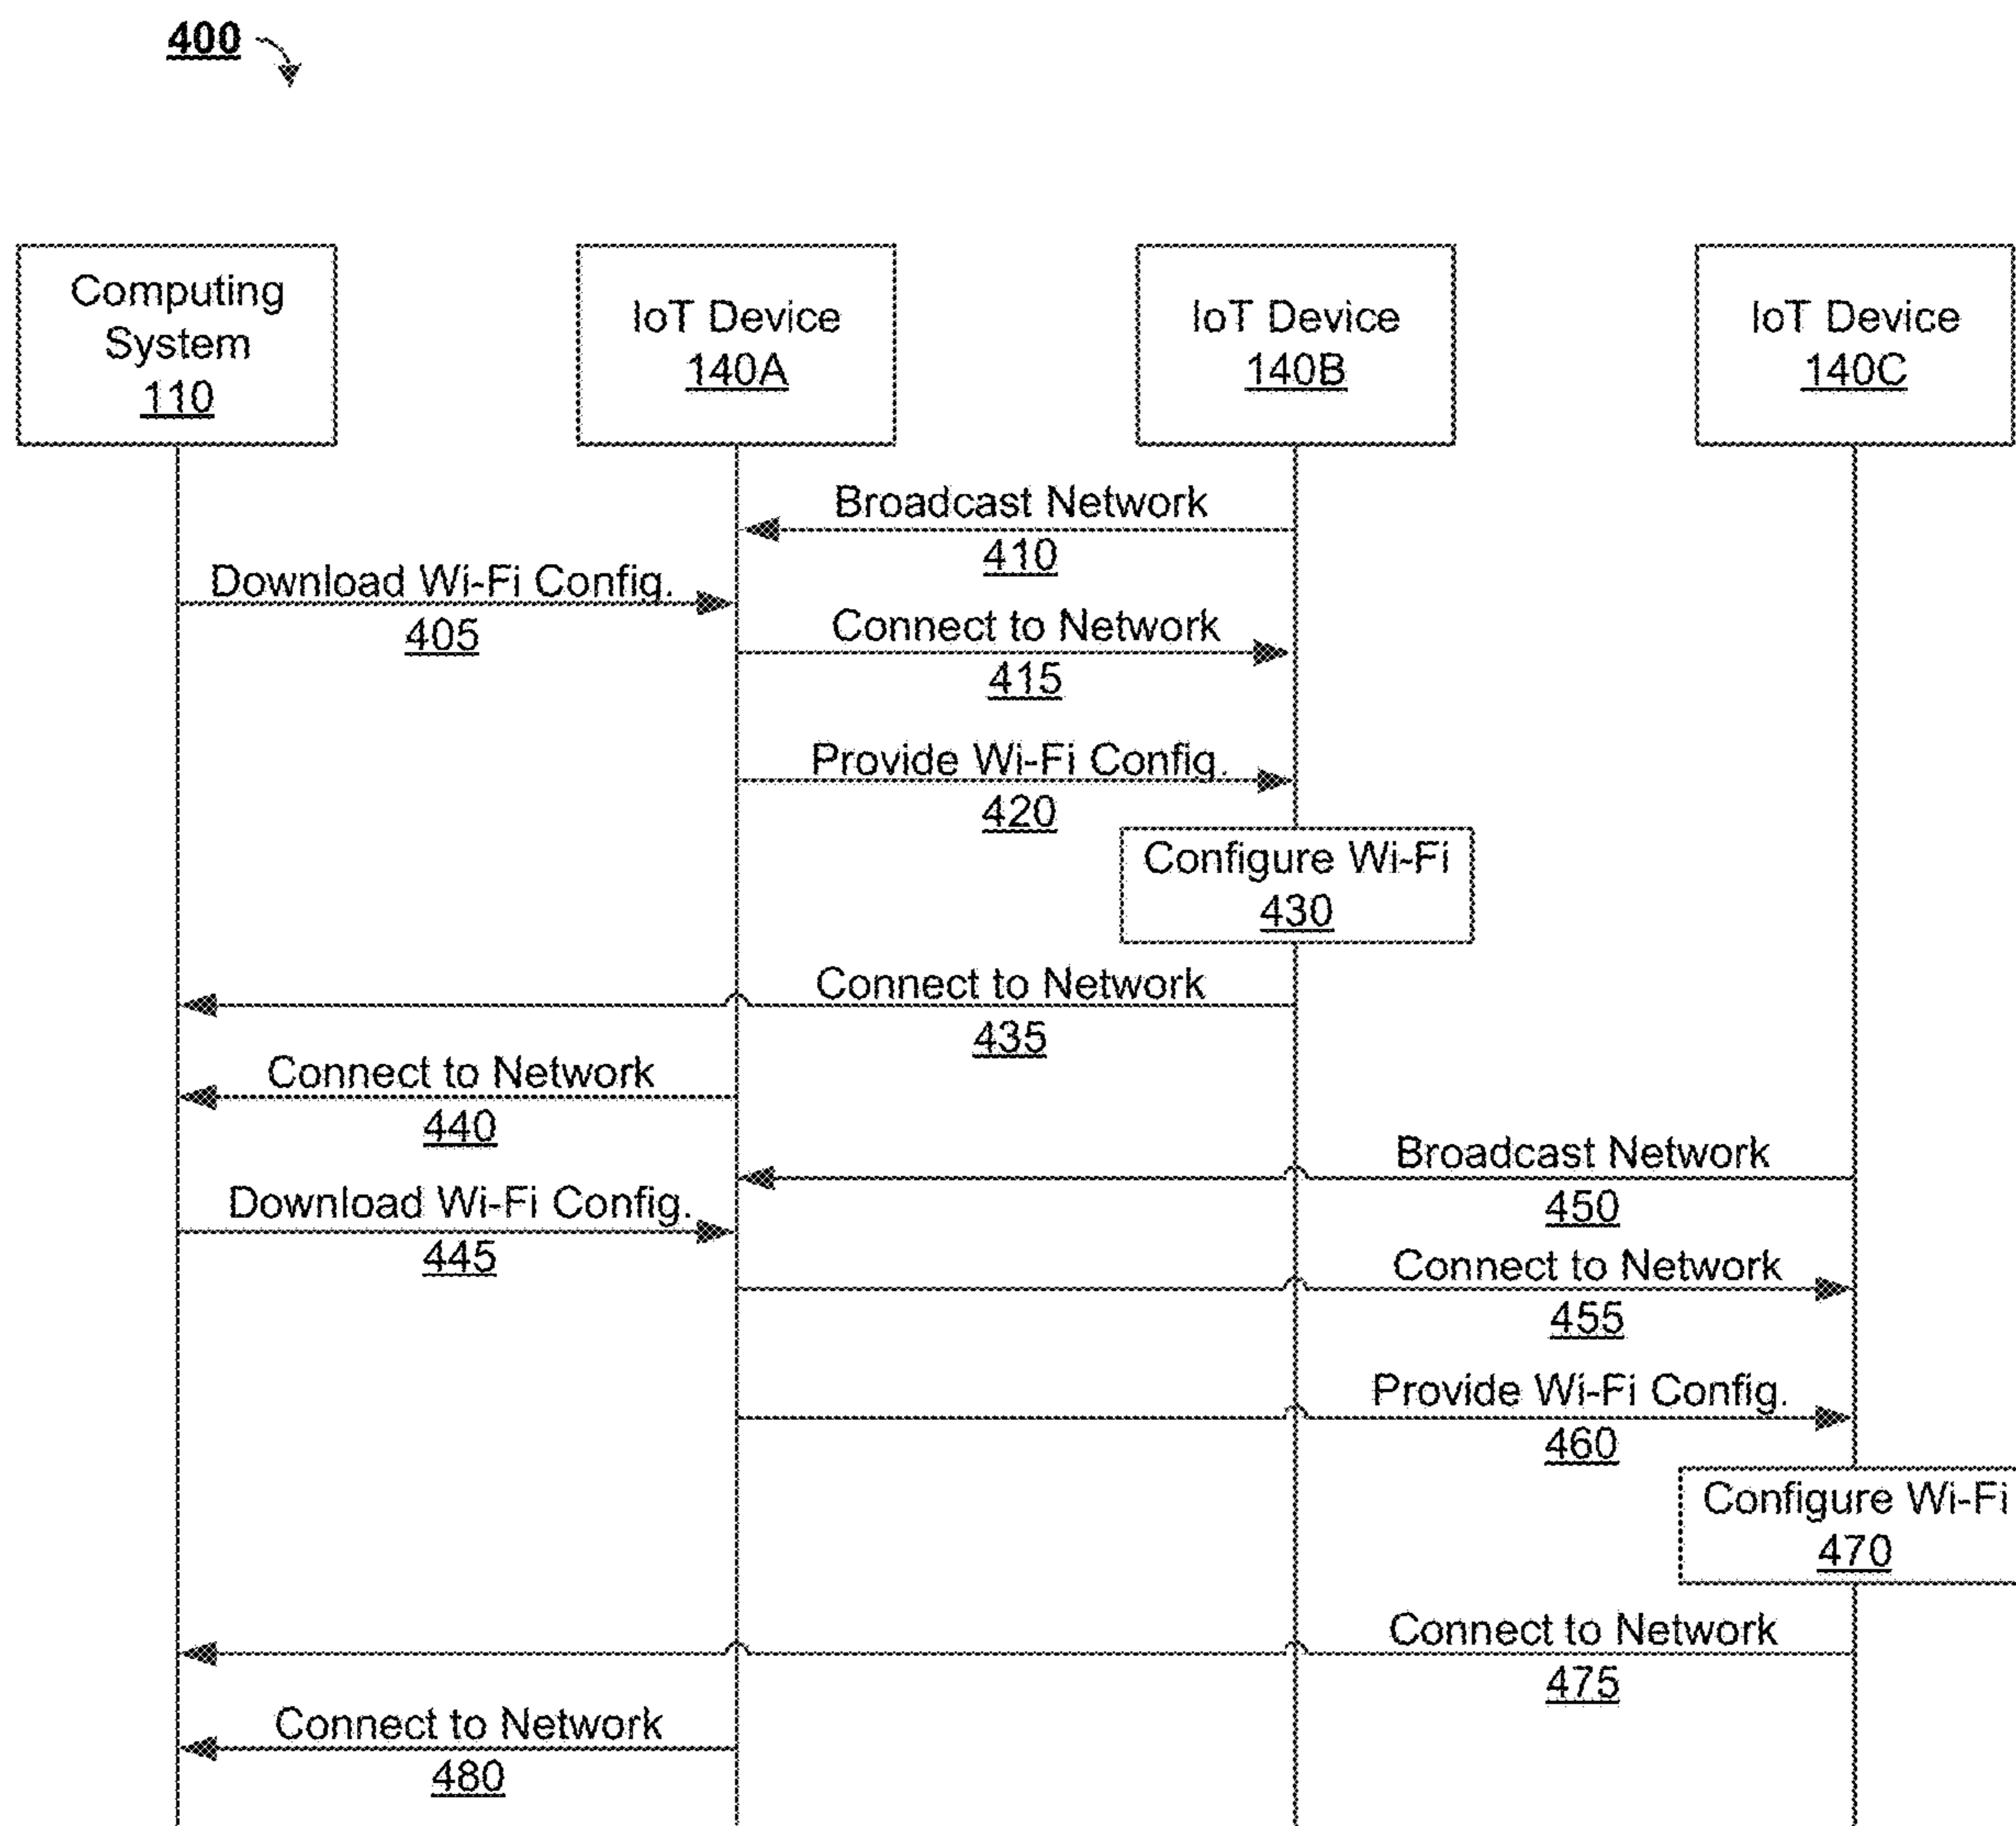 400
Computing
System
110
IoT Device
140A
IoT Device
140B
IoT Device
140C
Broadcast Network
410
Download Wi-Fi Config.
405
Connect to Network
415
Provide Wi-Fi Config.
420
Configure Wi-Fi
430
Connect to Network
435
Connect to Network
440
Broadcast Network
450
Download Wi-Fi Config.
445
Connect to Network
455
Provide Wi-Fi Config.
460
Configure Wi-Fi
470
Connect to Network
475
Connect to Network
480